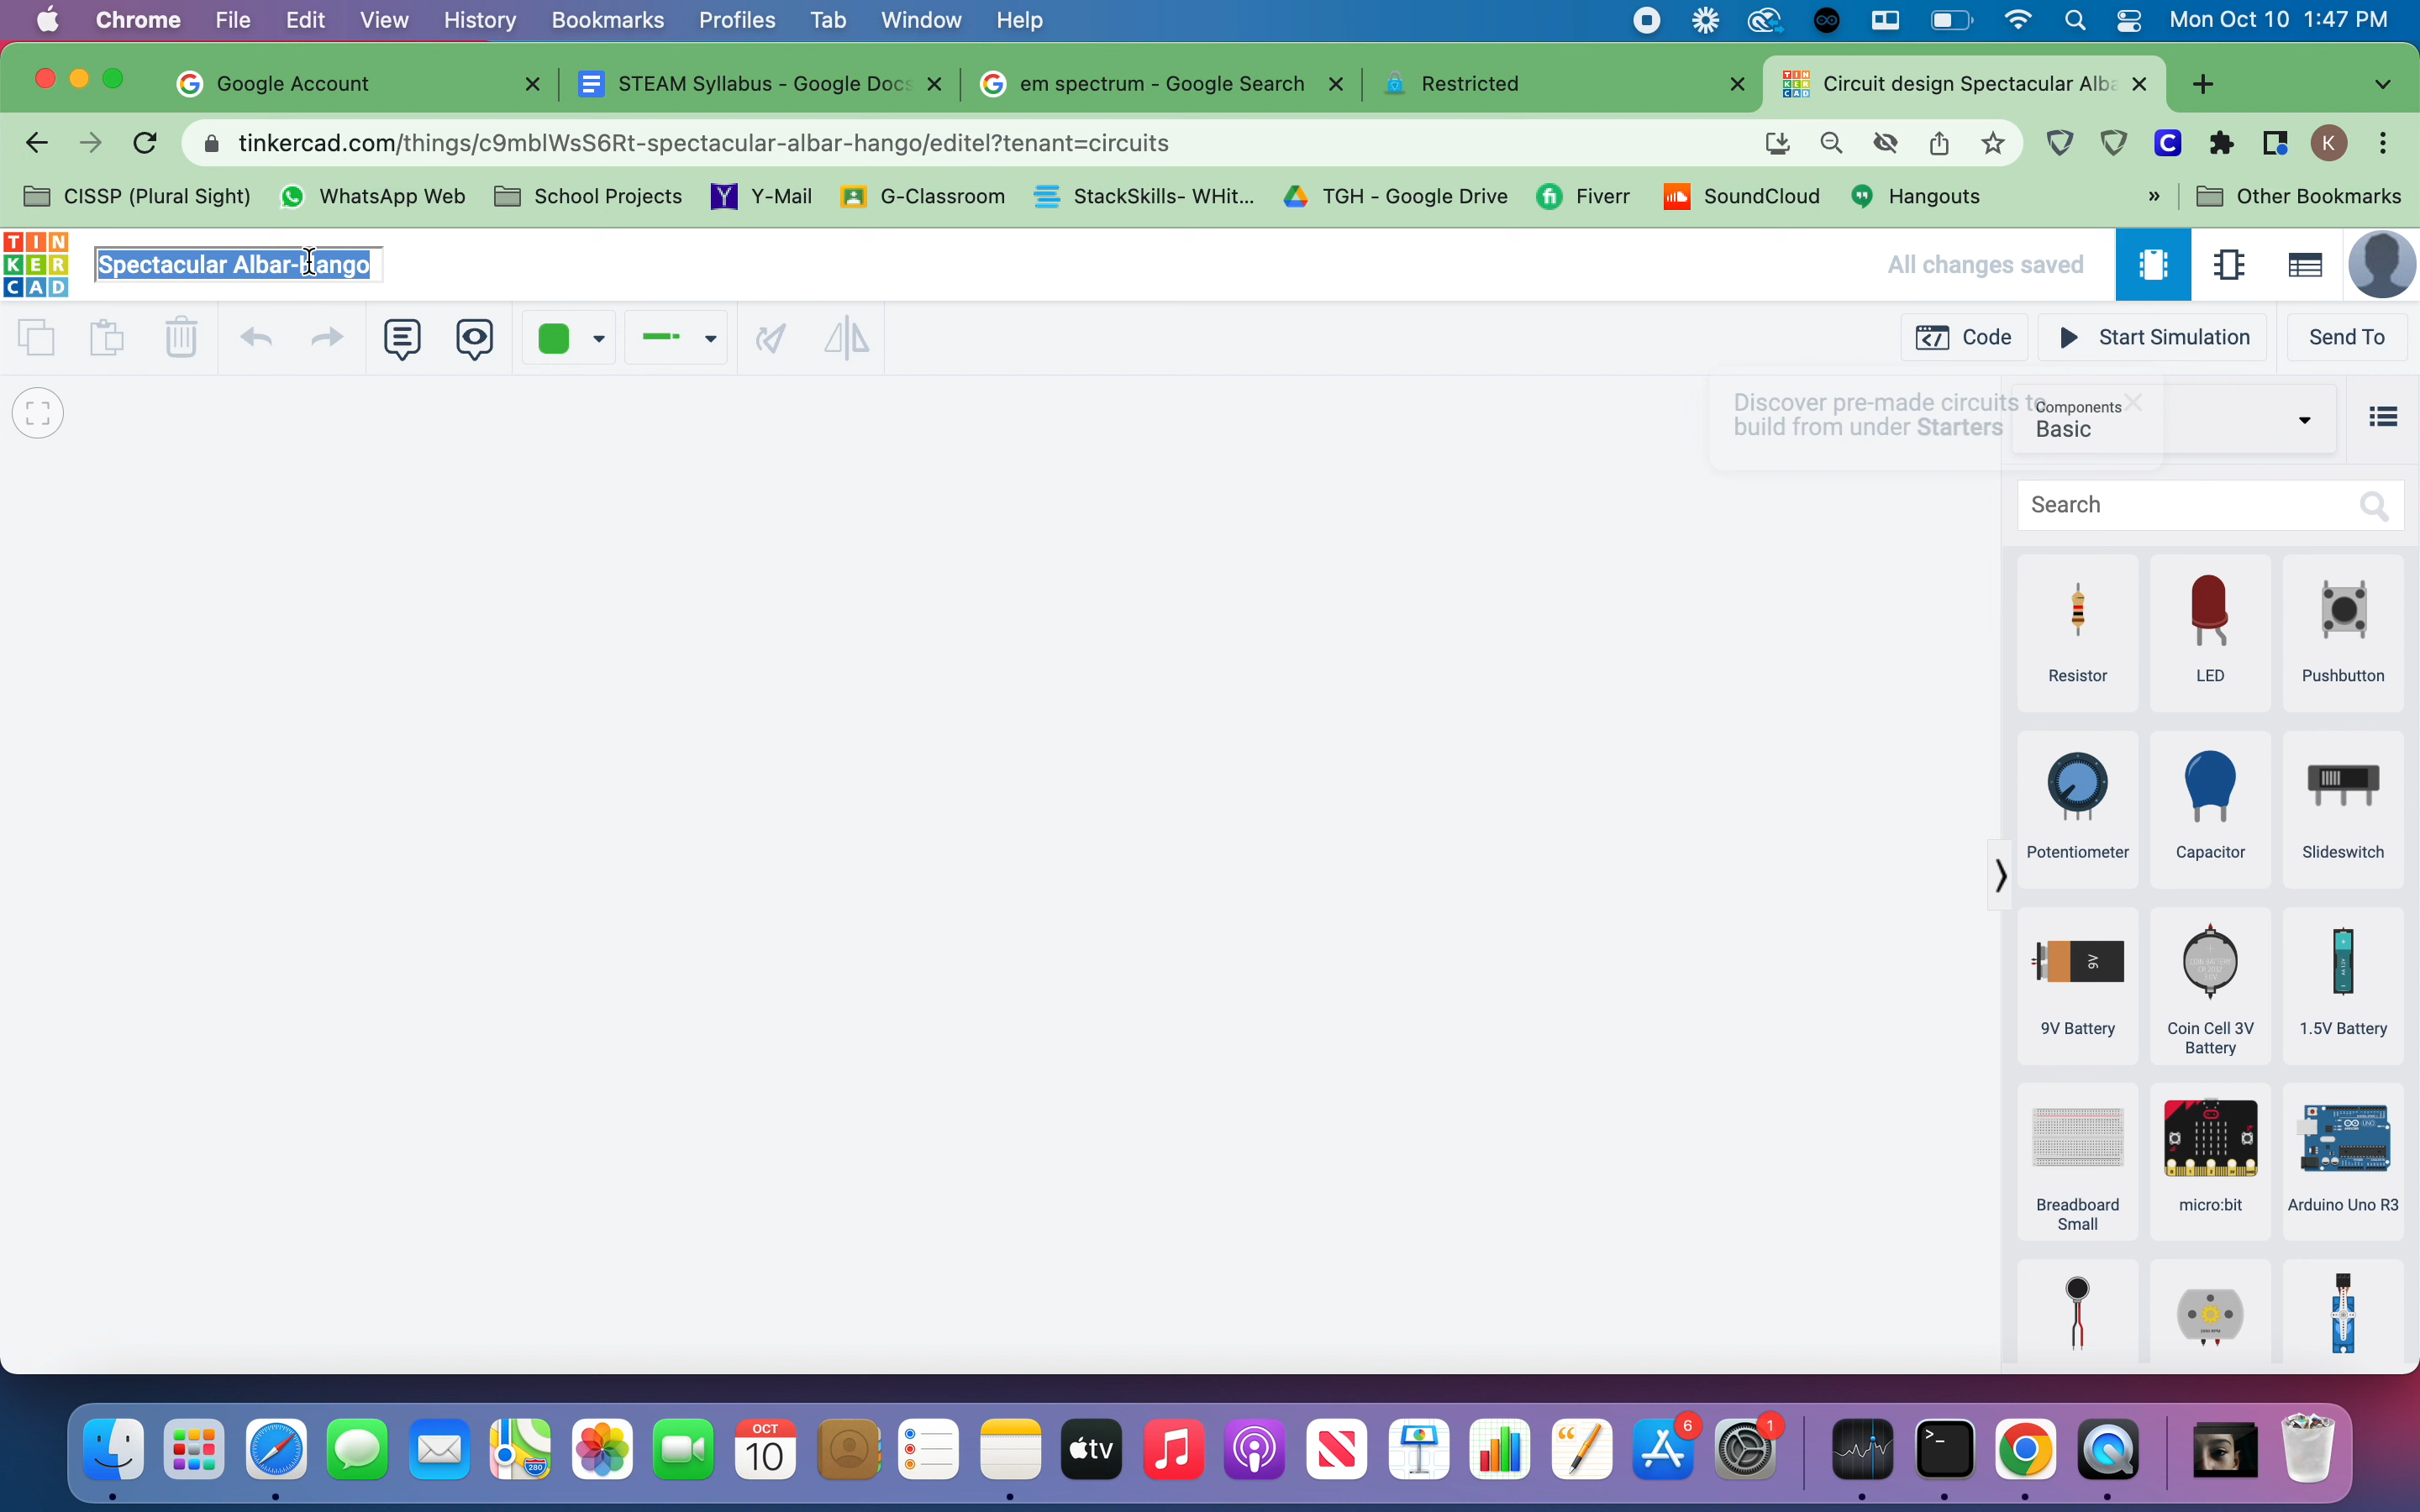 Chrome File Edit View History Bookmarks Profiles Tab Window Help Mon Oct 10 1:47 PM
Google Account STEAM Syllabus - Google Docs em spectrum - Google Search Restricted Circuit design Spectacular Alba
tinkercad.com/things/c9mblWsS6Rt-spectacular-albar-hango/editel?tenant=circuits C K
CISSP (Plural Sight) WhatsApp Web School Projects Y-Mail G-Classroom StackSkills- WHit... TGH - Google Drive Fiverr SoundCloud Hangouts » Other Bookmarks
TIN
KER
CAD
Spectacular Albar-Hango All changes saved
Code Start Simulation Send To
Discover pre-made circuits to
build from under Starters
Components
Basic
Search
Resistor LED Pushbutton
Potentiometer Capacitor Slideswitch
9V
9V Battery Coin Cell 3V Battery 1.5V Battery
Breadboard Small micro:bit Arduino Uno R3
OCT
10
280
tv
6
1